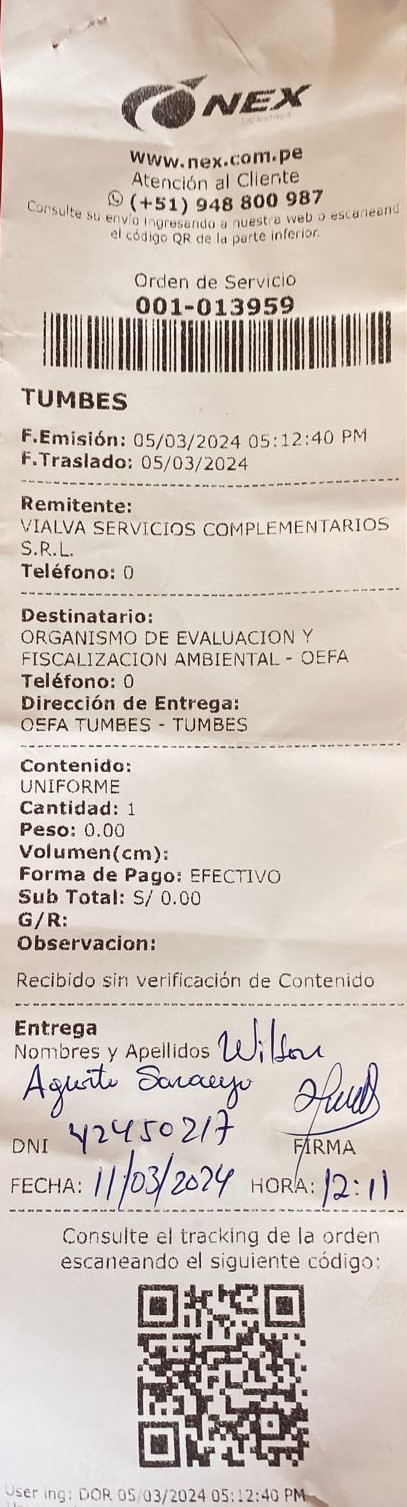 NEX
www.nex.com.pe
Atención al Cliente
(+51) 948 800 987
Consulte su envío ingresando a nuestra web o escaneand
el código QR de la parte inferior.
Orden de Servicio
001-013959
TUMBES
F.Emisión: 05/03/2024 05:12:40 PM
F.Traslado: 05/03/2024
Remitente:
VIALVA SERVICIOS COMPLEMENTARIOS
S.R.L.
Teléfono: 0
Destinatario:
ORGANISMO DE EVALUACION Y
FISCALIZACION AMBIENTAL - OEFA
Teléfono: 0
Dirección de Entrega:
OEFA TUMBES - TUMBES
Contenido:
UNIFORME
Cantidad: 1
Peso: 0.00
Volumen(cm):
Forma de Pago: EFECTIVO
Sub Total: S/ 0.00
G/R:
Observacion:
Recibido sin verificación de Contenido
Entrega
Nombres y Apellidos Wilson
DNI 42450217
FIRMA
FECHA: 11/03/2024 HORA: 12:11
Consulte el tracking de la orden
escaneando el siguiente código:
User ing: DOR 05/03/2024 05:12:40 PM